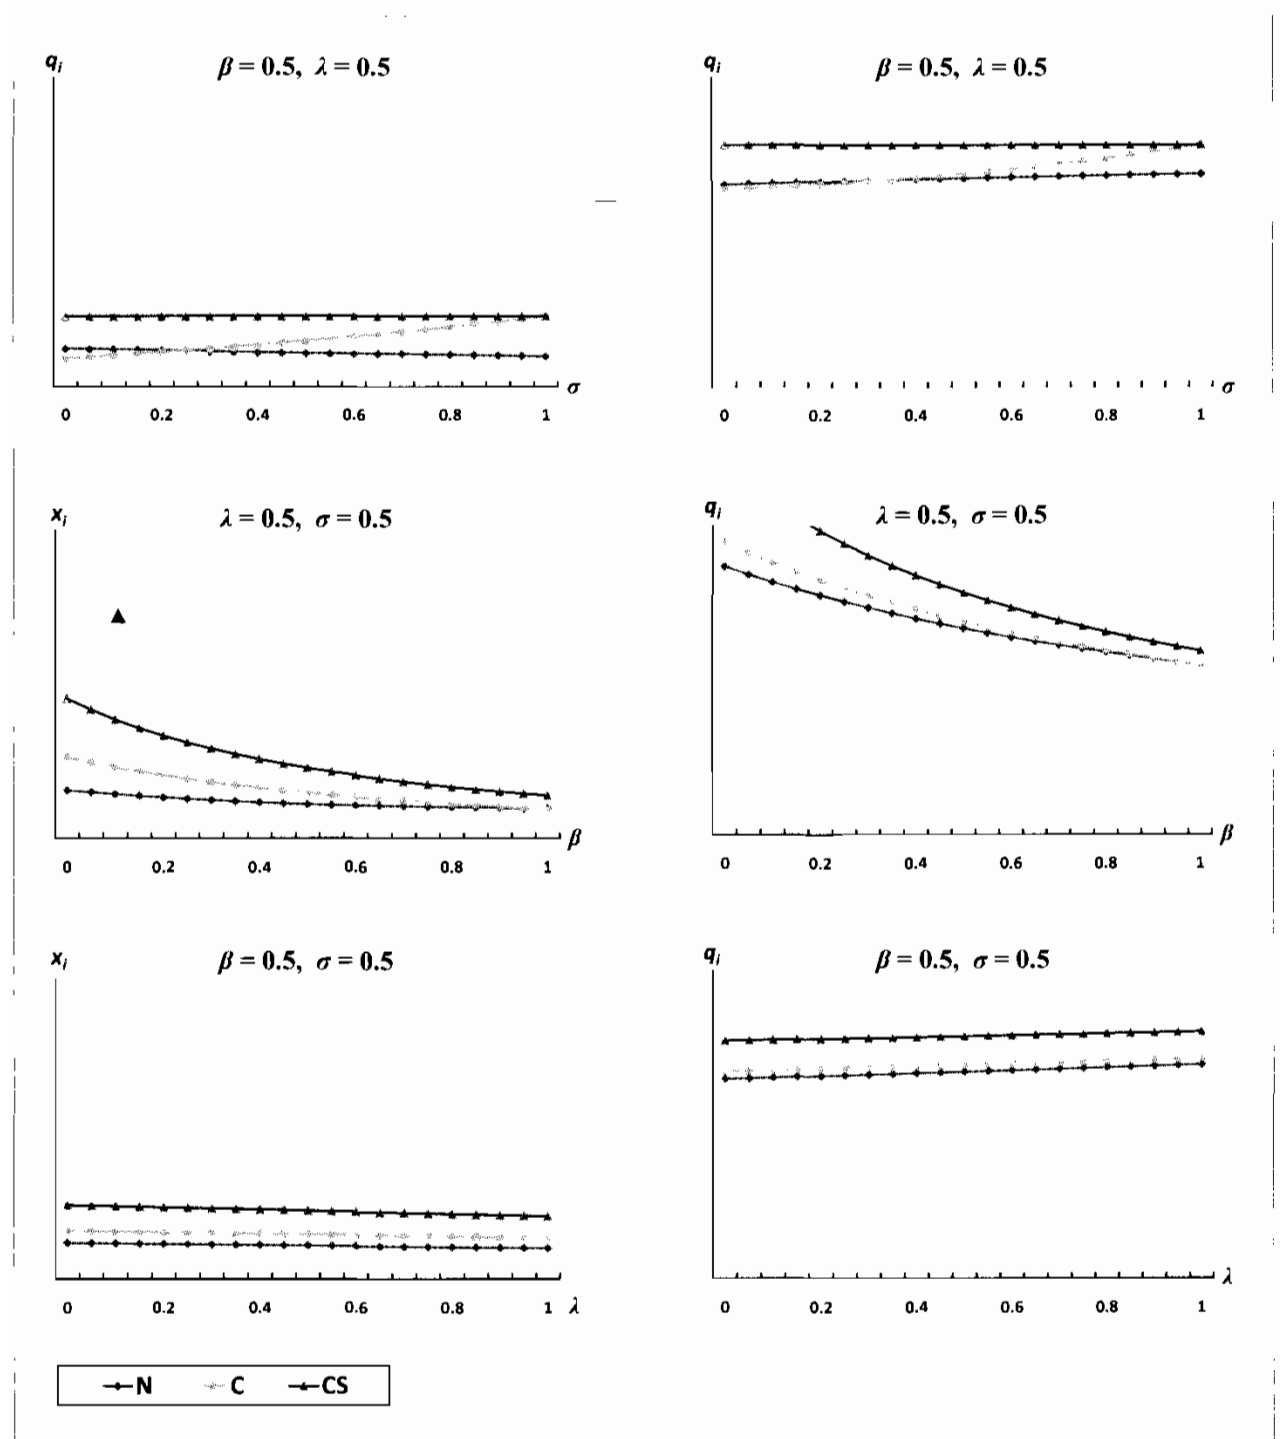 qᵢ β = 0.5, λ = 0.5
σ
0 0.2 0.4 0.6 0.8 1
qᵢ β = 0.5, λ = 0.5
σ
0 0.2 0.4 0.6 0.8 1
xᵢ λ = 0.5, σ = 0.5
β
0 0.2 0.4 0.6 0.8 1
qᵢ λ = 0.5, σ = 0.5
β
0 0.2 0.4 0.6 0.8 1
xᵢ β = 0.5, σ = 0.5
0 0.2 0.4 0.6 0.8 1 λ
qᵢ β = 0.5, σ = 0.5
λ
0 0.2 0.4 0.6 0.8 1
N C CS